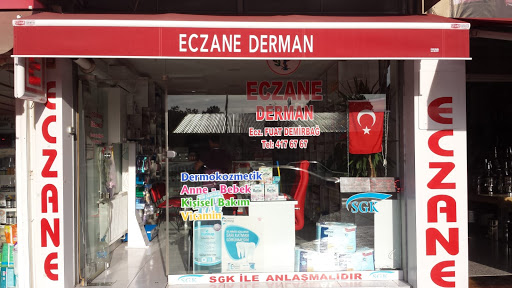 ECZANE DERMAN
ECZANE
DERMAN
Ecz. FUAT DEMİRBAĞ
Tel: 417 67 67
Dermokozmetik
Anne - Bebek
Kişisel Bakım
Vitamin
SGK
SGK İLE ANLAŞMALIDIR
ECZANE
ECZANE